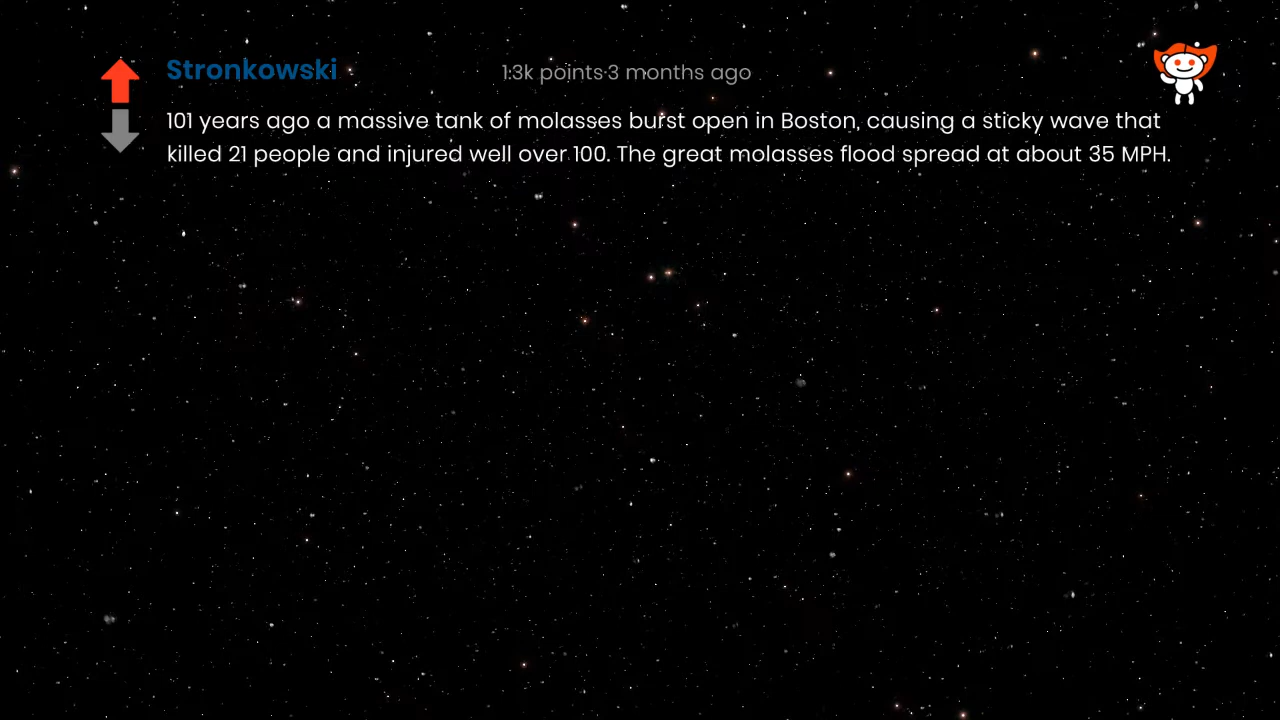 Stronkowski 1.3k points·3 months ago
101 years ago a massive tank of molasses burst open in Boston, causing a sticky wave that
killed 21 people and injured well over 100. The great molasses flood spread at about 35 MPH.